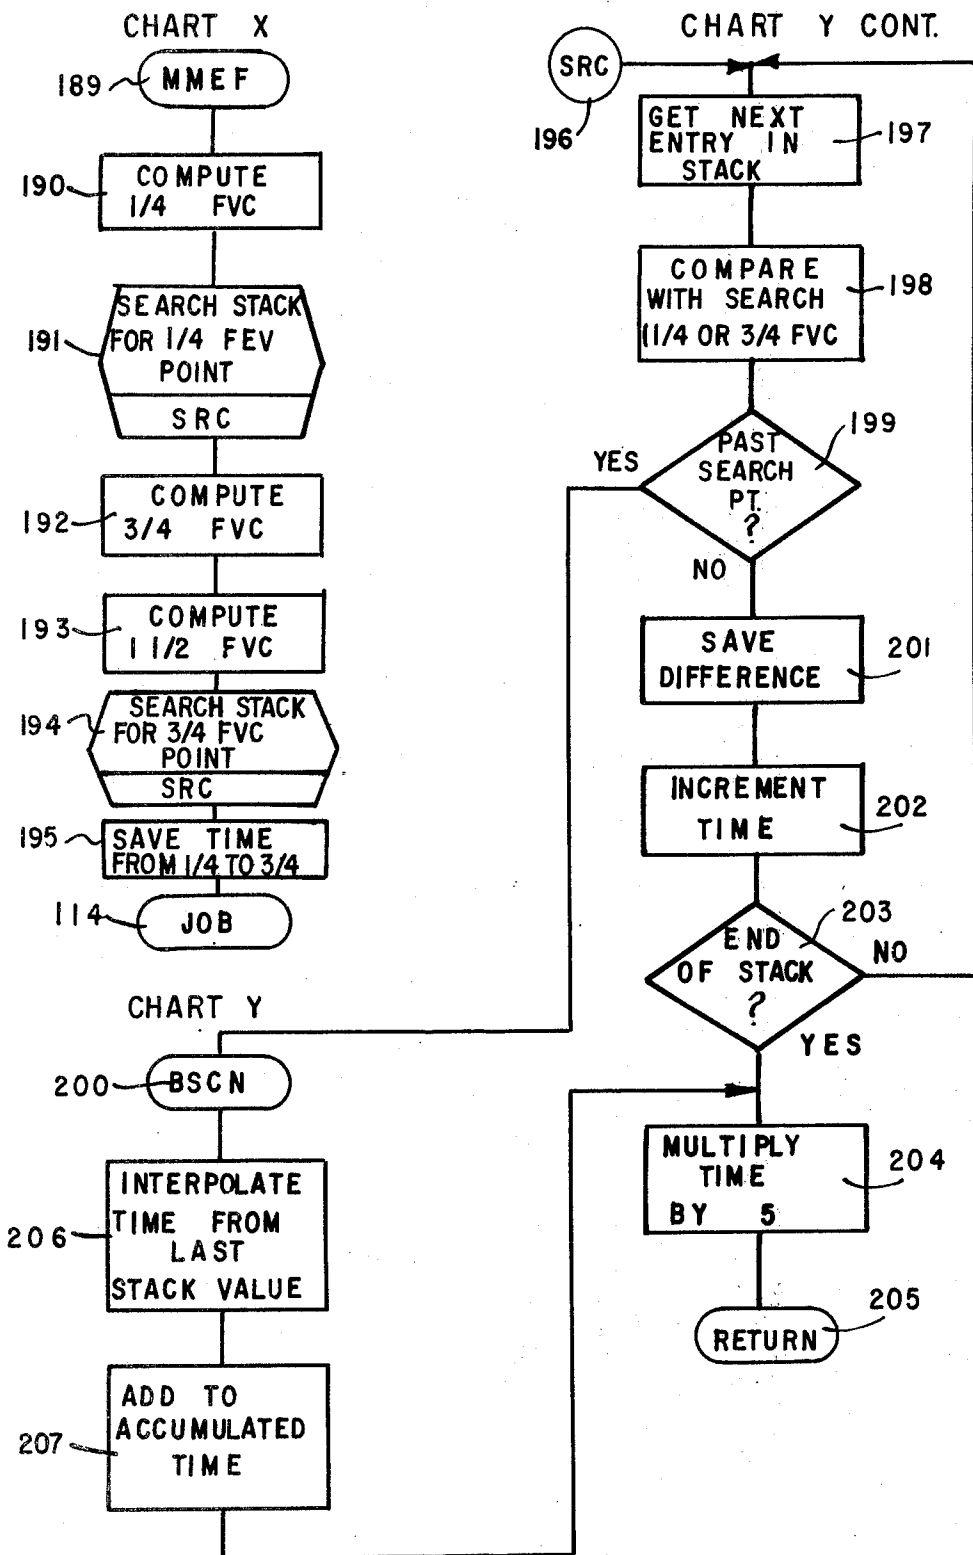 CHART X
189
MMEF
190
COMPUTE
1/4 FVC
191
SEARCH STACK
FOR 1/4 FEV
POINT
SRC
192
COMPUTE
3/4 FVC
193
COMPUTE
1 1/2 FVC
194
SEARCH STACK
FOR 3/4 FVC
POINT
SRC
195
SAVE TIME
FROM 1/4 TO 3/4
114
JOB
CHART Y
200
BSCN
206
INTERPOLATE
TIME FROM
LAST
STACK VALUE
207
ADD TO
ACCUMULATED
TIME
CHART Y CONT.
SRC
196
GET NEXT
ENTRY IN
STACK
197
COMPARE
WITH SEARCH
(1/4 OR 3/4 FVC
198
YES
PAST
SEARCH
PT.
?
199
NO
SAVE
DIFFERENCE
201
INCREMENT
TIME
202
END
OF STACK
?
203
NO
YES
MULTIPLY
TIME
BY 5
204
RETURN
205